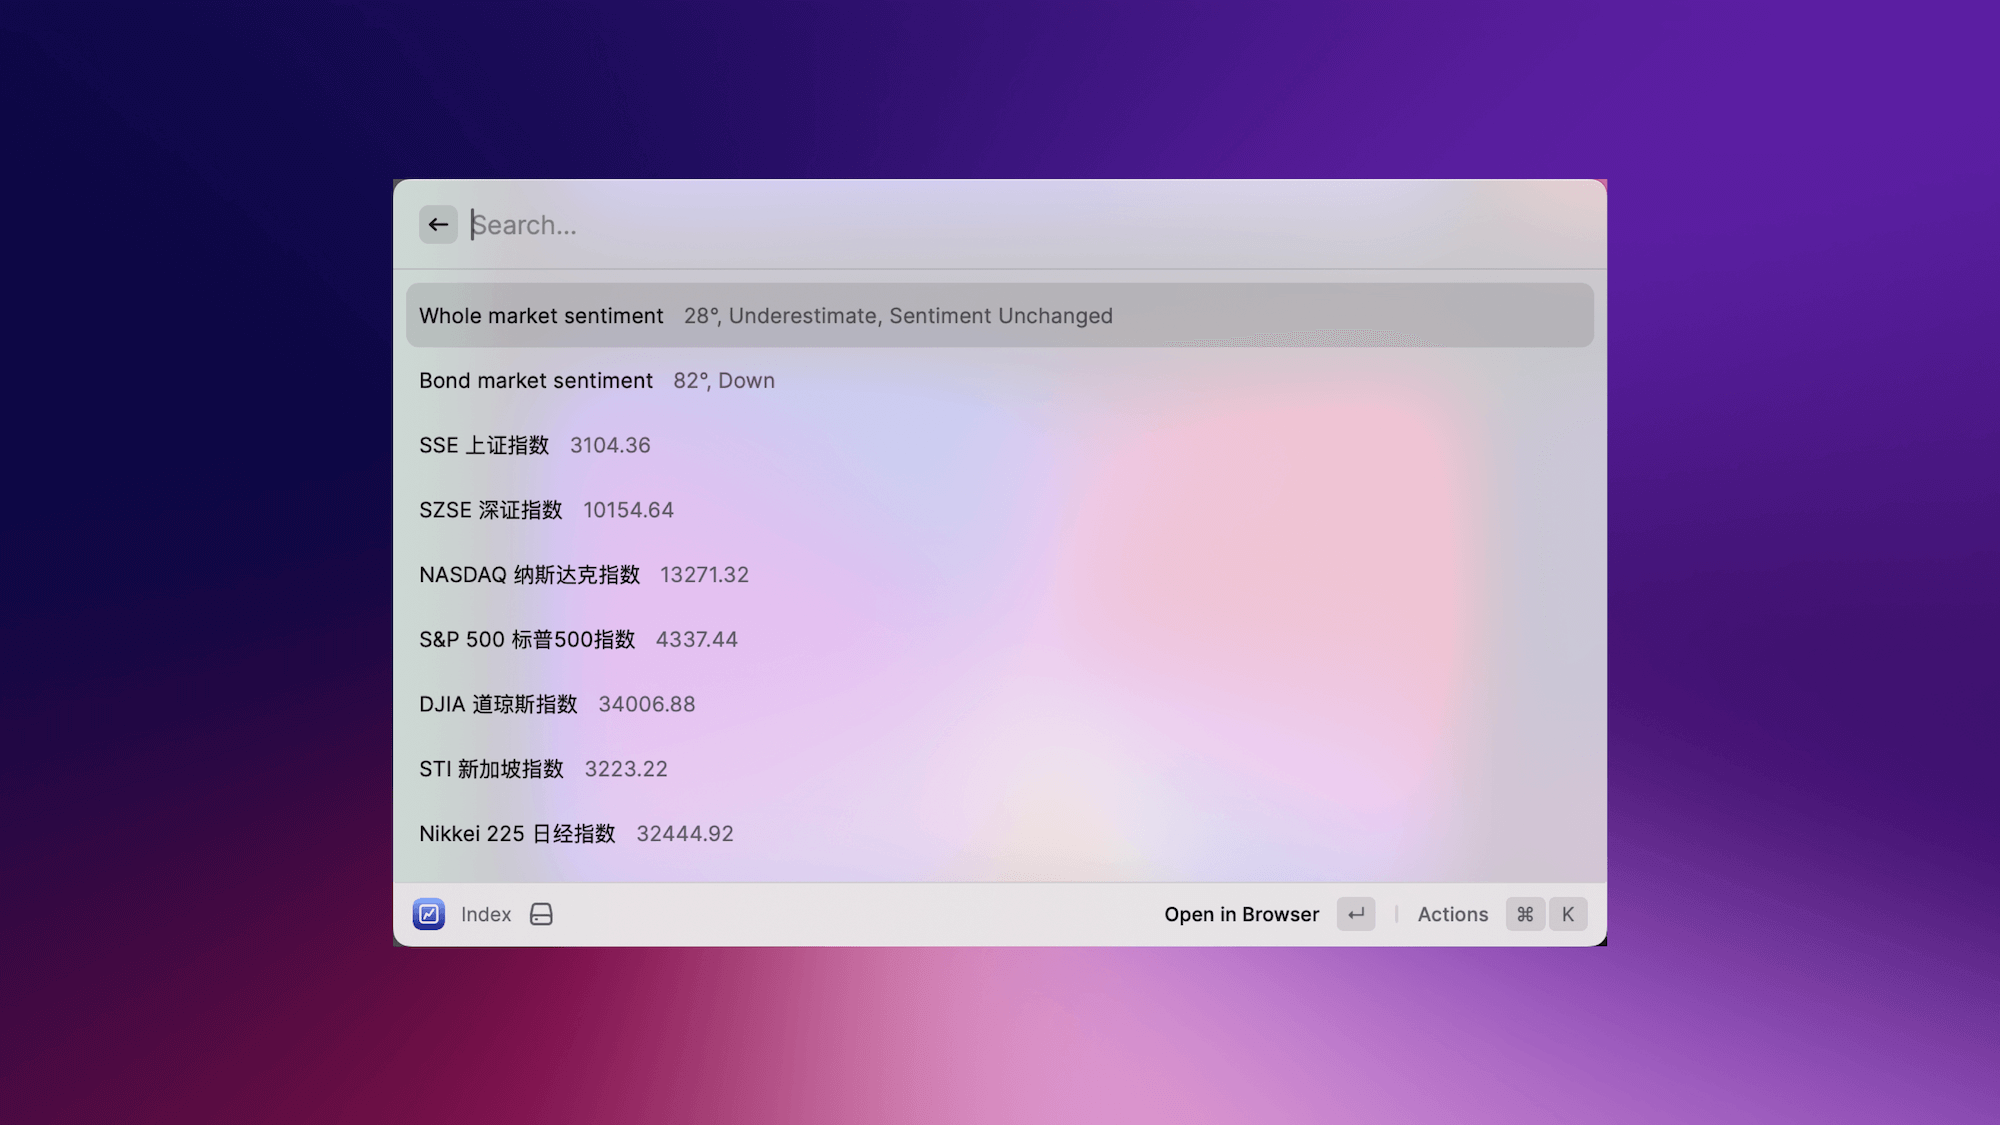 Search...
Whole market sentiment 28°, Underestimate, Sentiment Unchanged
Bond market sentiment 82°, Down
SSE 上证指数 3104.36
SZSE 深证指数 10154.64
NASDAQ 纳斯达克指数 13271.32
S&P 500 标普500指数 4337.44
DJIA 道琼斯指数 34006.88
STI 新加坡指数 3223.22
Nikkei 225 日经指数 32444.92
Index Open in Browser ↵ Actions ⌘ K